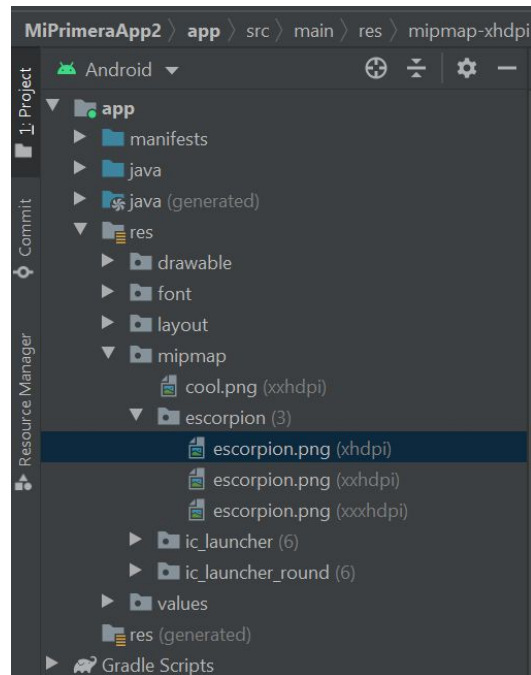 MiPrimeraApp2 〉 app 〉 src 〉 main 〉 res 〉 mipmap-xhdpi
1: Project
Commit
Resource Manager
Android
app
manifests
java
java (generated)
res
drawable
font
layout
mipmap
cool.png (xxhdpi)
escorpion (3)
escorpion.png (xhdpi)
escorpion.png (xxhdpi)
escorpion.png (xxxhdpi)
ic_launcher (6)
ic_launcher_round (6)
values
res (generated)
Gradle Scripts